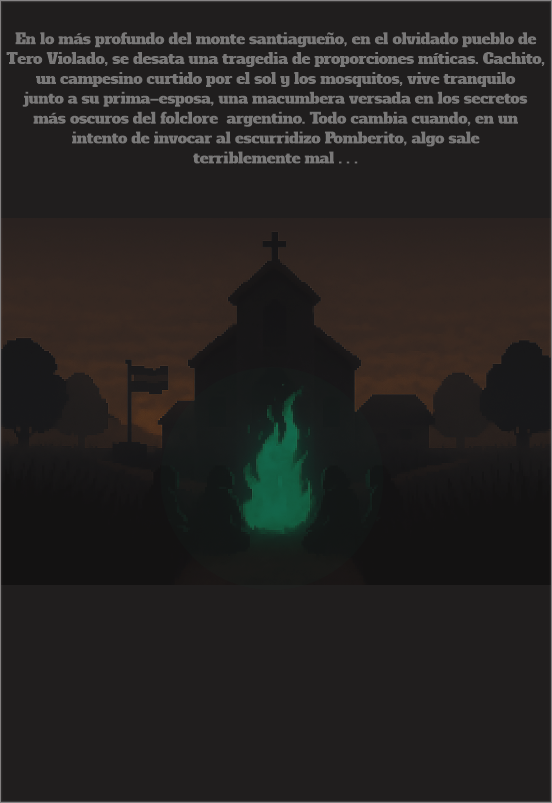 En lo más profundo del monte santiagueño, en el olvidado pueblo de
Tero Violado, se desata una tragedia de proporciones míticas. Cachito,
un campesino curtido por el sol y los mosquitos, vive tranquilo
junto a su prima-esposa, una macumbera versada en los secretos
más oscuros del folclore argentino. Todo cambia cuando, en un
intento de invocar al escurridizo Pomberito, algo sale
terriblemente mal . . .